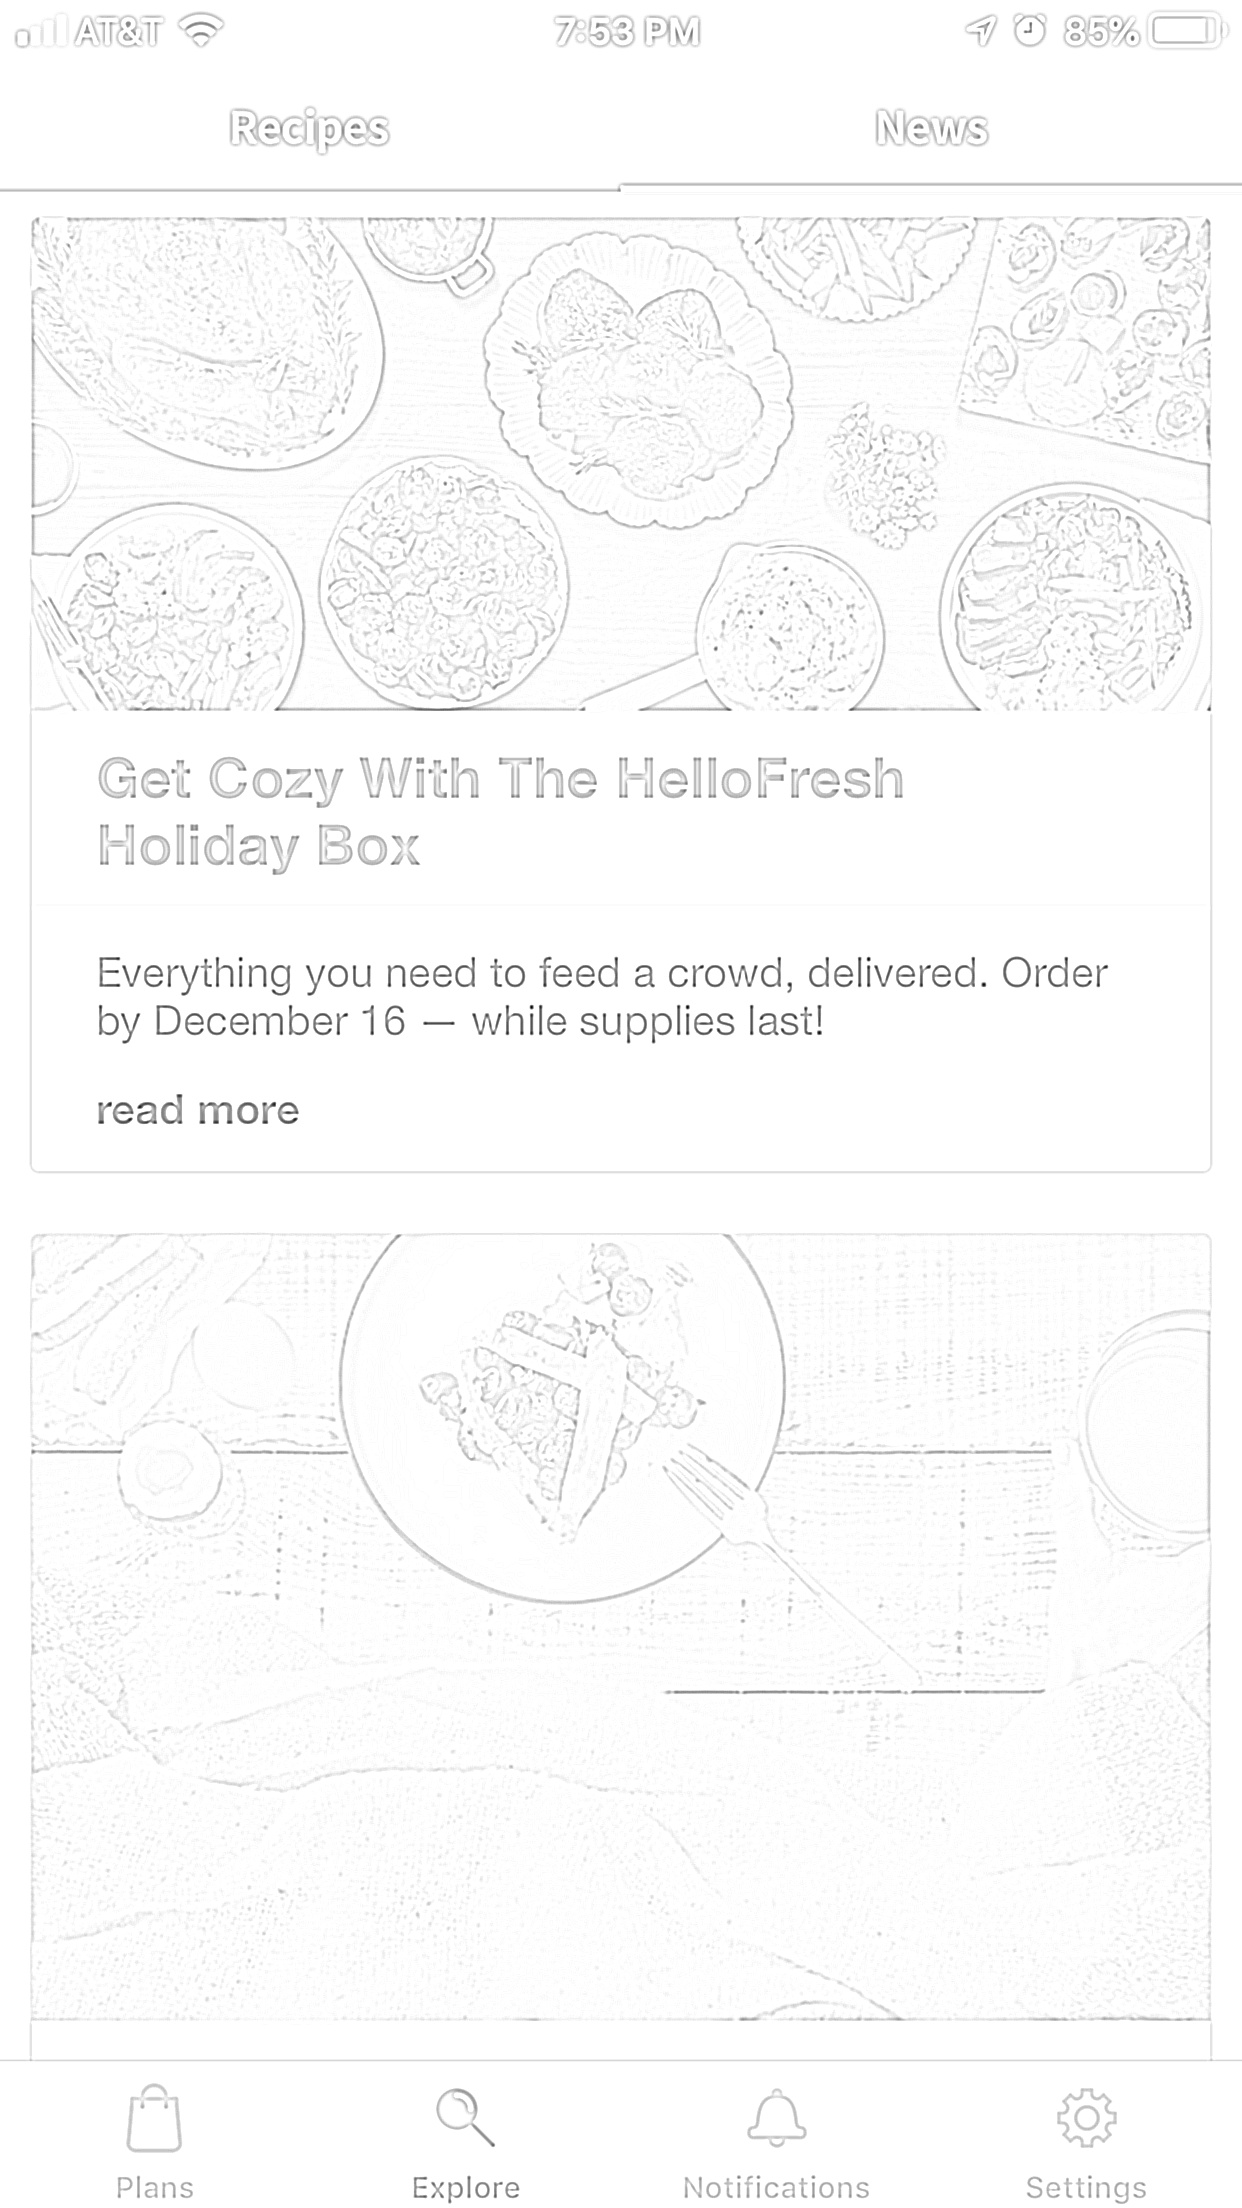 AT&T 7:53 PM 85%
Recipes News
Get Cozy With The HelloFresh
Holiday Box
Everything you need to feed a crowd, delivered. Order
by December 16 — while supplies last!
read more
Plans Explore Notifications Settings